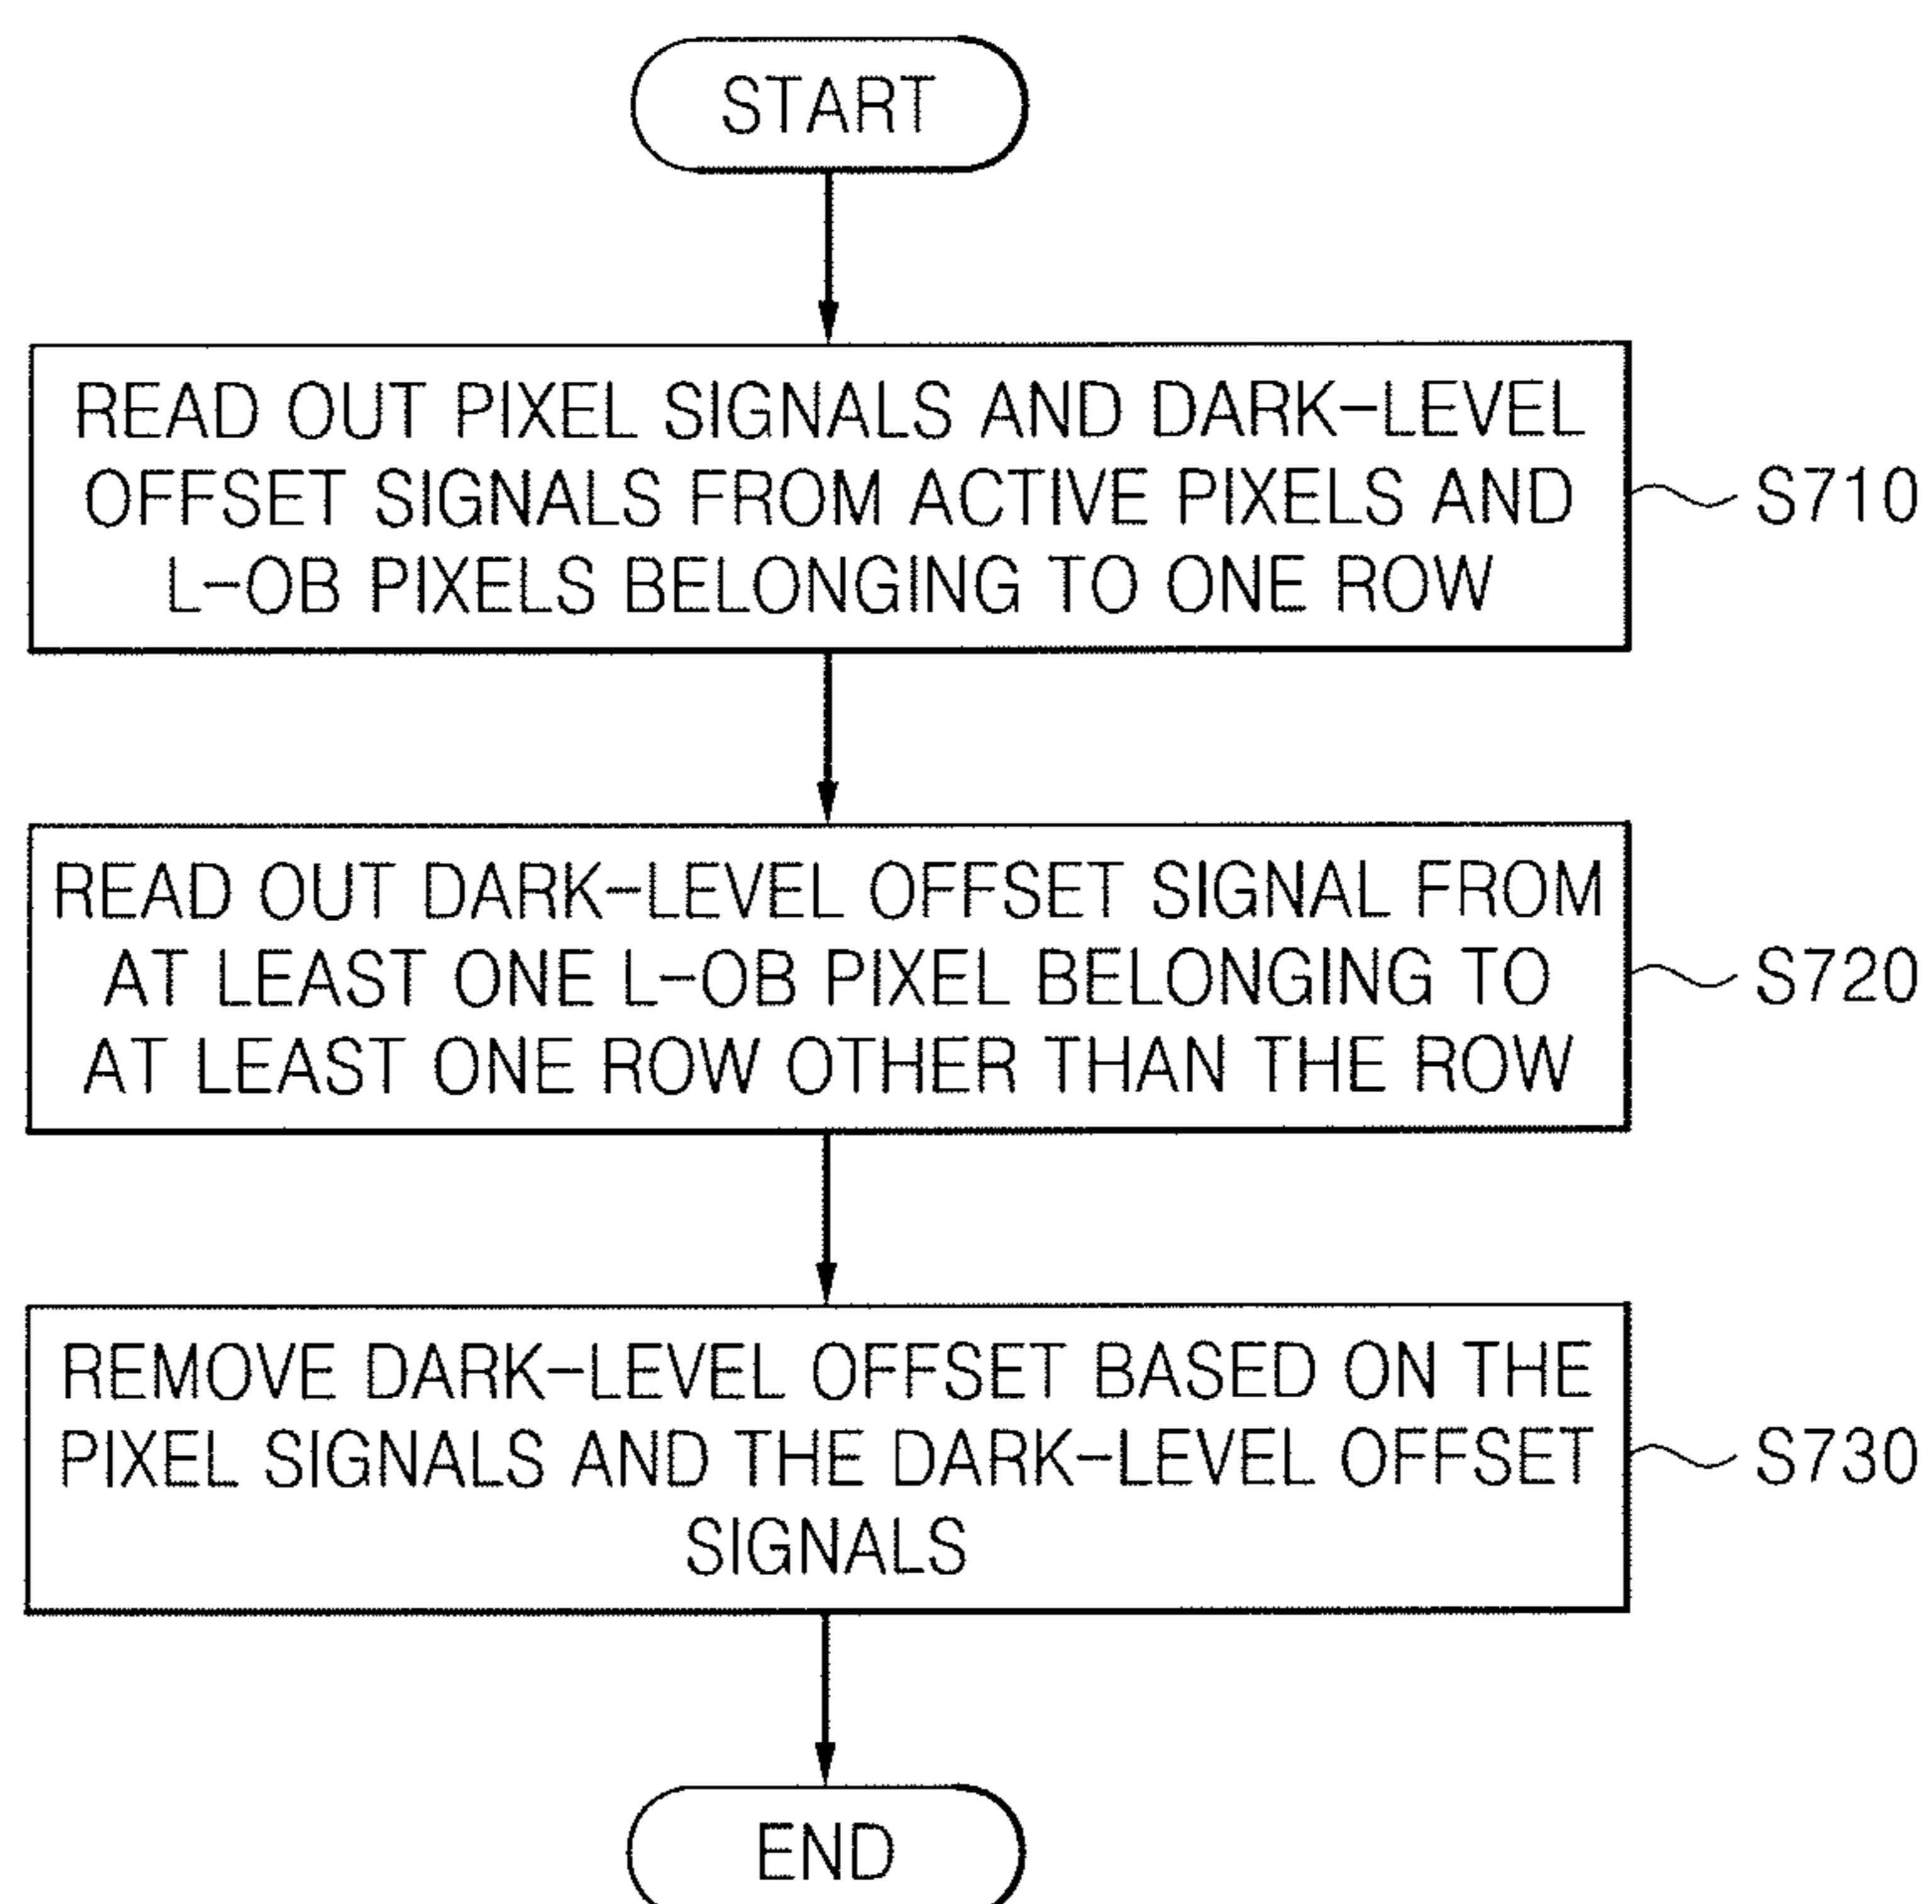 START
READ OUT PIXEL SIGNALS AND DARK-LEVEL
OFFSET SIGNALS FROM ACTIVE PIXELS AND
L-OB PIXELS BELONGING TO ONE ROW
S710
READ OUT DARK-LEVEL OFFSET SIGNAL FROM
AT LEAST ONE L-OB PIXEL BELONGING TO
AT LEAST ONE ROW OTHER THAN THE ROW
S720
REMOVE DARK-LEVEL OFFSET BASED ON THE
PIXEL SIGNALS AND THE DARK-LEVEL OFFSET
SIGNALS
S730
END